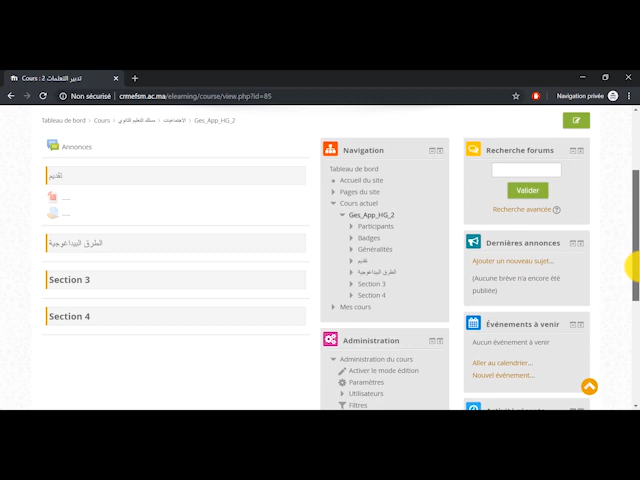 Cours : 2 تدبير التعلمات
Non sécurisé | crmefsm.ac.ma/elearning/course/view.php?id=85
Navigation privée
Tableau de bord › Cours › مسلك التعليم الثانوي › الاجتماعيات › Ges_App_HG_2
Annonces
تقديم
.....
.....
الطرق البيداغوجية
Section 3
Section 4
Navigation
Tableau de bord
Accueil du site
Pages du site
Cours actuel
Ges_App_HG_2
Participants
Badges
Généralités
تقديم
الطرق البيداغوجية
Section 3
Section 4
Mes cours
Administration
Administration du cours
Activer le mode édition
Paramètres
Utilisateurs
Filtres
Recherche forums
Valider
Recherche avancée
Dernières annonces
Ajouter un nouveau sujet...
(Aucune brève n'a encore été
publiée)
Événements à venir
Aucun événement à venir
Aller au calendrier...
Nouvel événement...